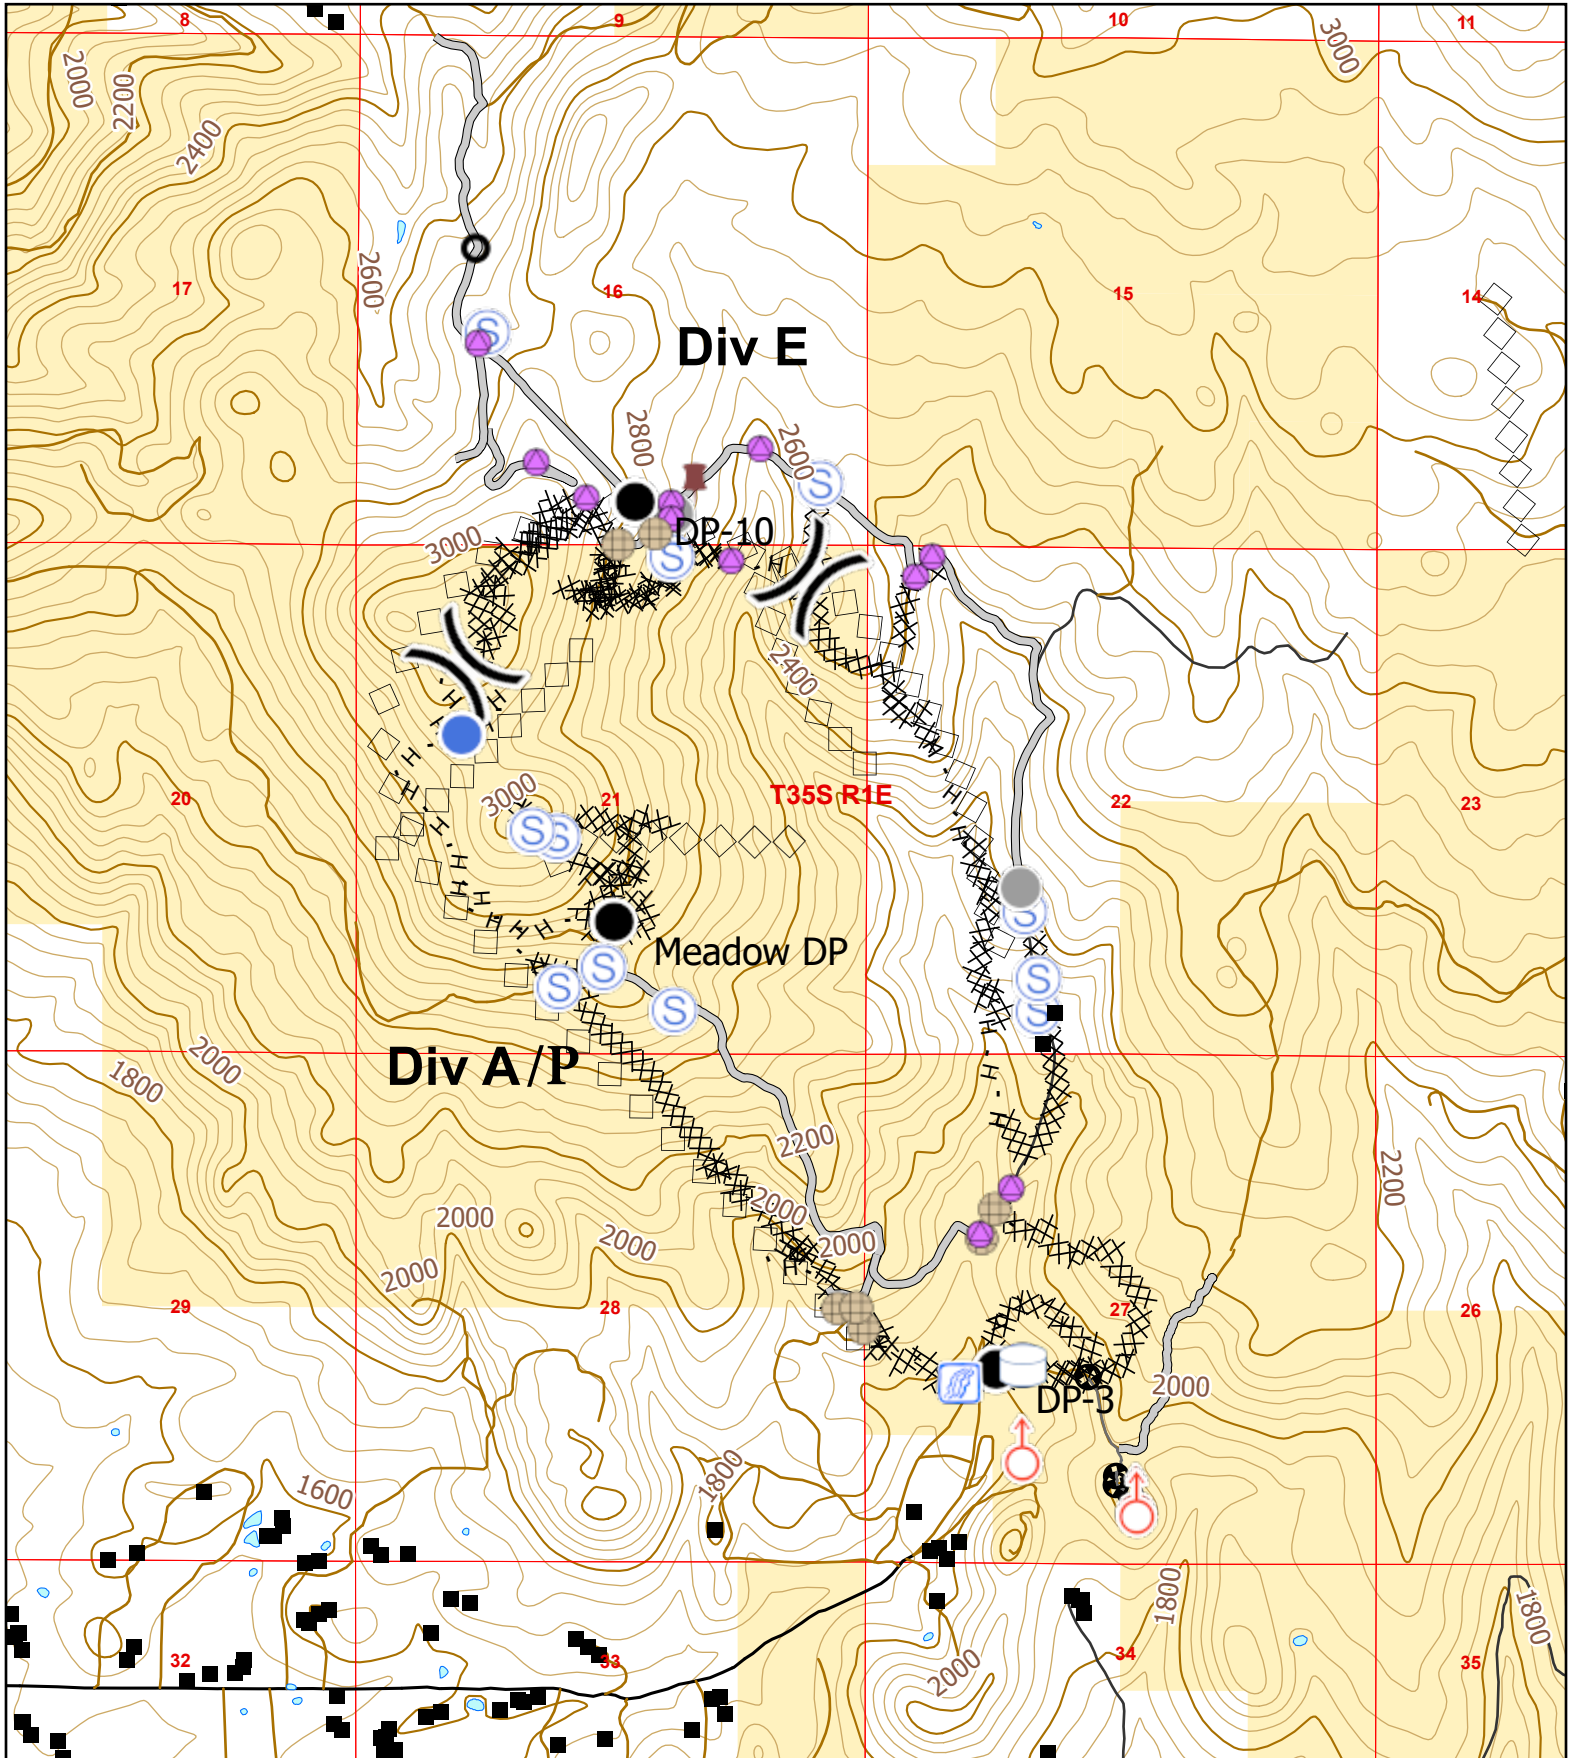 8
9
10
11
3000
2000
2200
2400
17
2600
16
15
14
S
Div E
2800
2600
S
DP-10
3000
S
2400
H
H
H
H
T35S R1E
20
3000
21
22
23
S S
H
H
H
H
H
H
H
H
Meadow DP
S
S
S
S
S
S
H
Div A/P
2000
1800
H
H
2200
2200
2000
2000
2000
2000
2000
H
29
28
27
26
2000
DP-3
1800
1600
1800
1800
32
33
34
35
2000